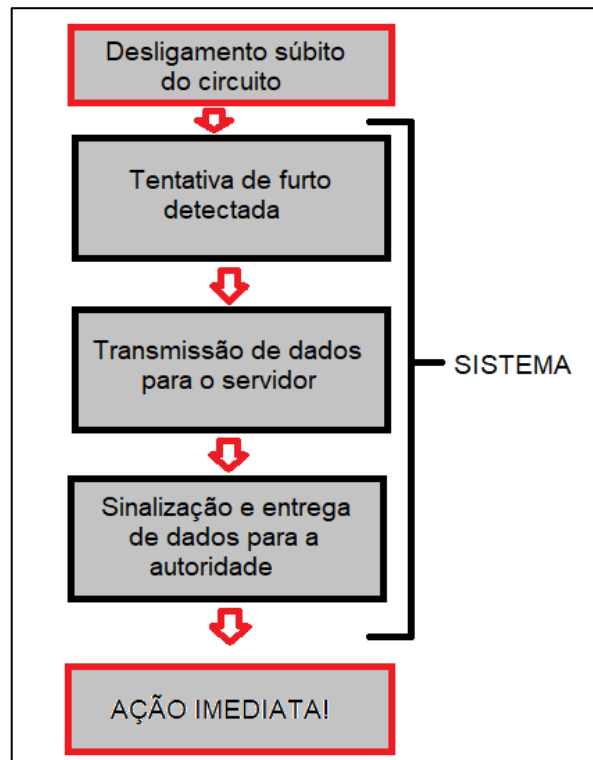 Desligamento súbito
do circuito
Tentativa de furto
detectada
Transmissão de dados
para o servidor
SISTEMA
Sinalização e entrega
de dados para a
autoridade
AÇÃO IMEDIATA!